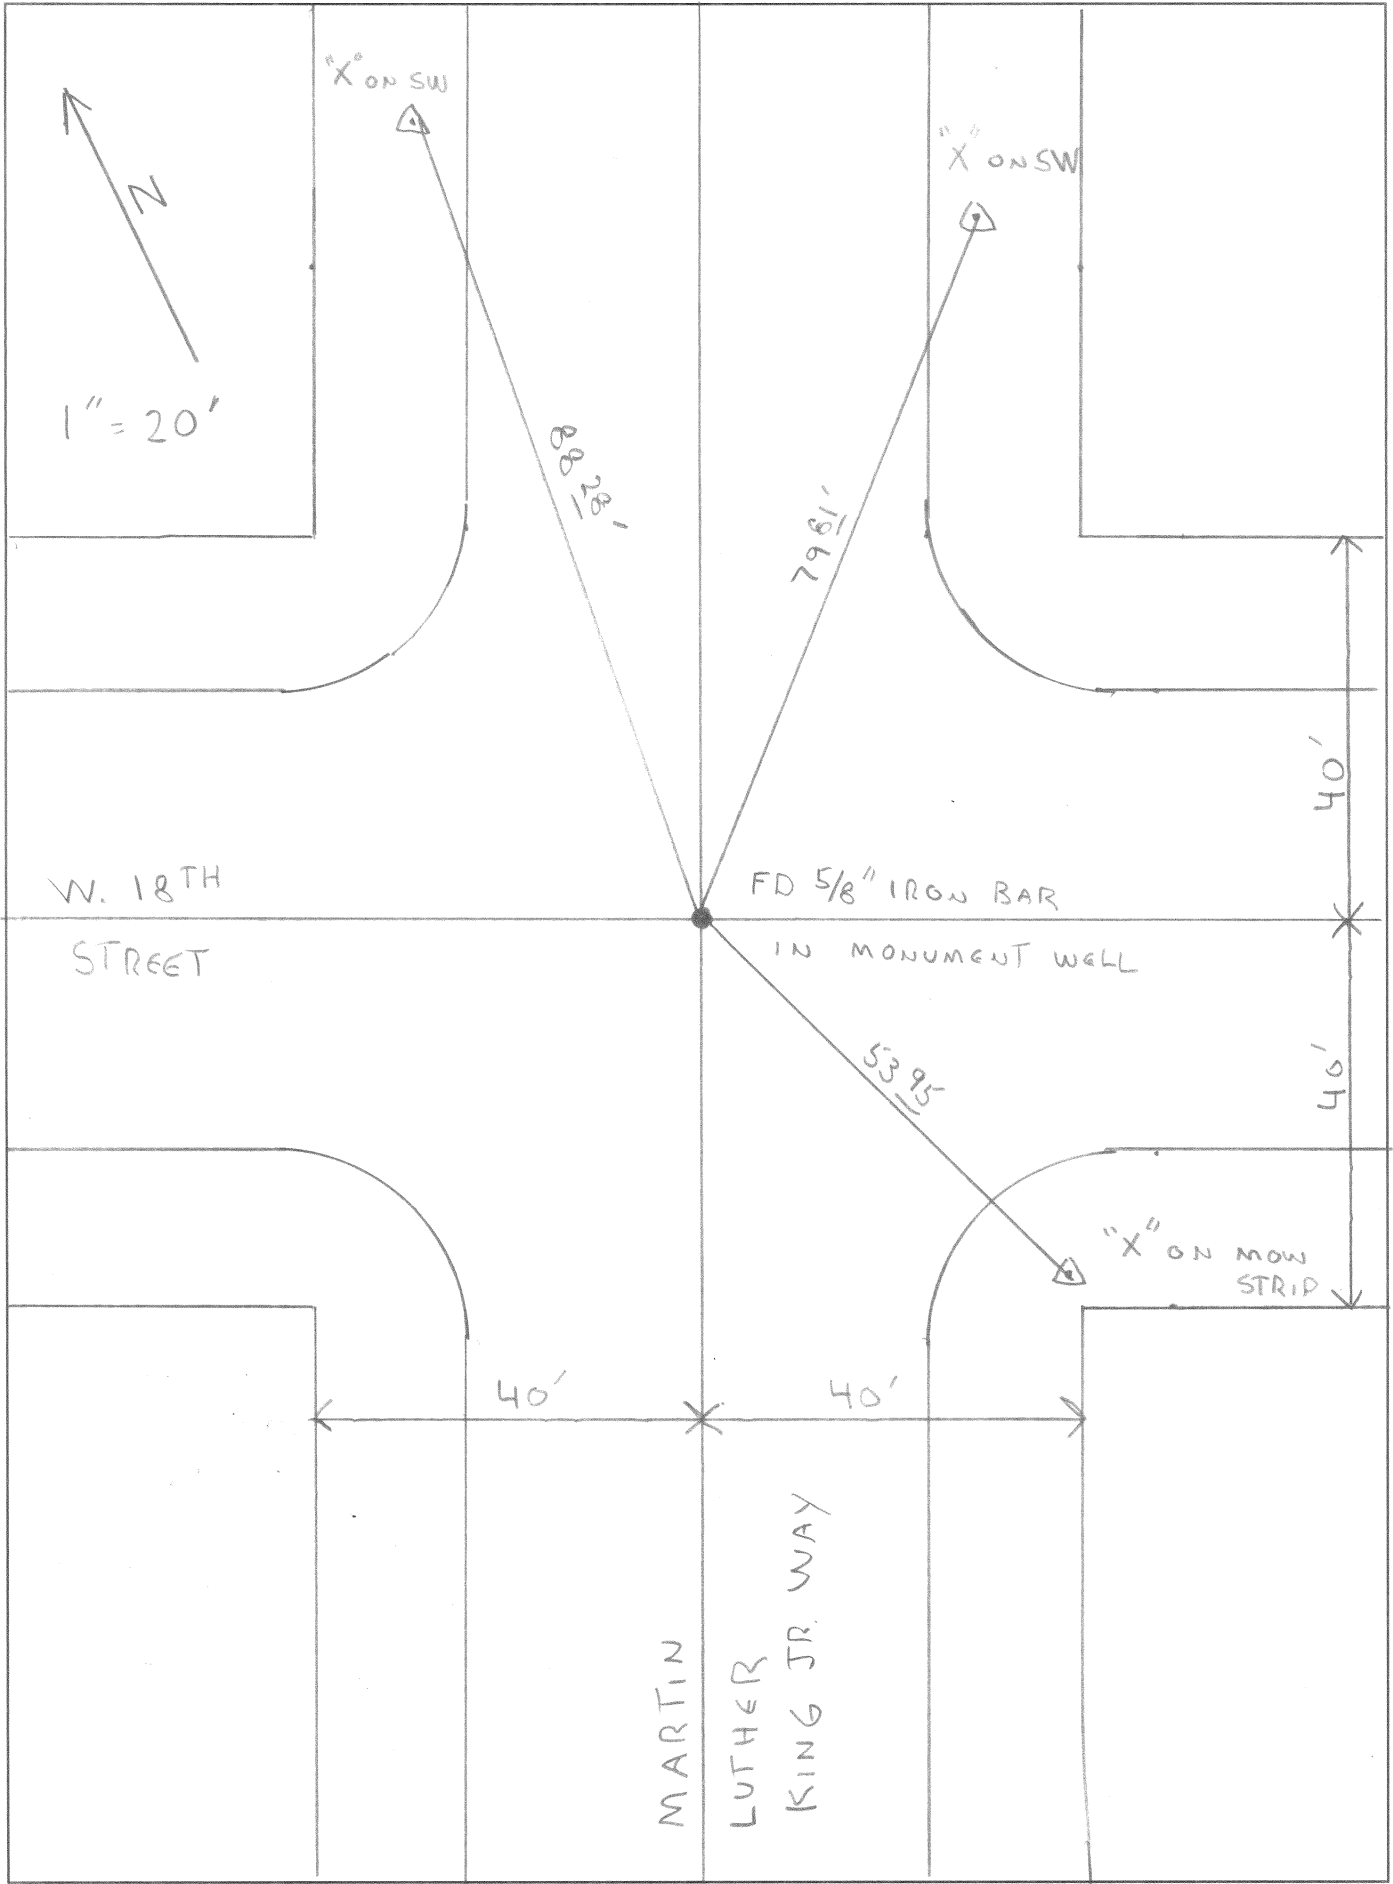 "X" ON SW
"X" ON SW
N
1" = 20'
88 28'
79 81'
40'
W. 18TH
STREET
FD 5/8" IRON BAR
IN MONUMENT WELL
53 95
40'
"X" ON MOW
STRIP
40'
40'
MARTIN
LUTHER
KING JR. WAY